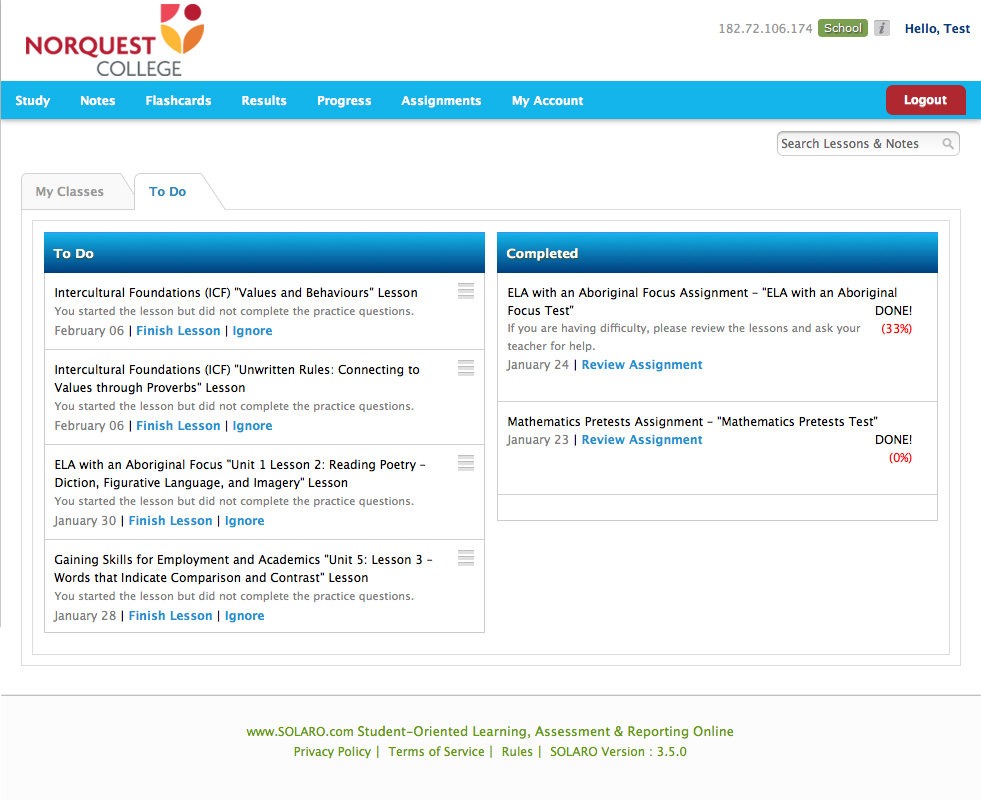 NORQUEST
COLLEGE
182.72.106.174 School i Hello, Test
Study Notes Flashcards Results Progress Assignments My Account Logout
Search Lessons & Notes
My Classes To Do
To Do
Intercultural Foundations (ICF) "Values and Behaviours" Lesson
You started the lesson but did not complete the practice questions.
February 06 | Finish Lesson | Ignore
Intercultural Foundations (ICF) "Unwritten Rules: Connecting to
Values through Proverbs" Lesson
You started the lesson but did not complete the practice questions.
February 06 | Finish Lesson | Ignore
ELA with an Aboriginal Focus "Unit 1 Lesson 2: Reading Poetry –
Diction, Figurative Language, and Imagery" Lesson
You started the lesson but did not complete the practice questions.
January 30 | Finish Lesson | Ignore
Gaining Skills for Employment and Academics "Unit 5: Lesson 3 –
Words that Indicate Comparison and Contrast" Lesson
You started the lesson but did not complete the practice questions.
January 28 | Finish Lesson | Ignore
Completed
ELA with an Aboriginal Focus Assignment – "ELA with an Aboriginal
Focus Test" DONE!
If you are having difficulty, please review the lessons and ask your (33%)
teacher for help.
January 24 | Review Assignment
Mathematics Pretests Assignment – "Mathematics Pretests Test"
January 23 | Review Assignment DONE!
(0%)
www.SOLARO.com Student-Oriented Learning, Assessment & Reporting Online
Privacy Policy | Terms of Service | Rules | SOLARO Version : 3.5.0